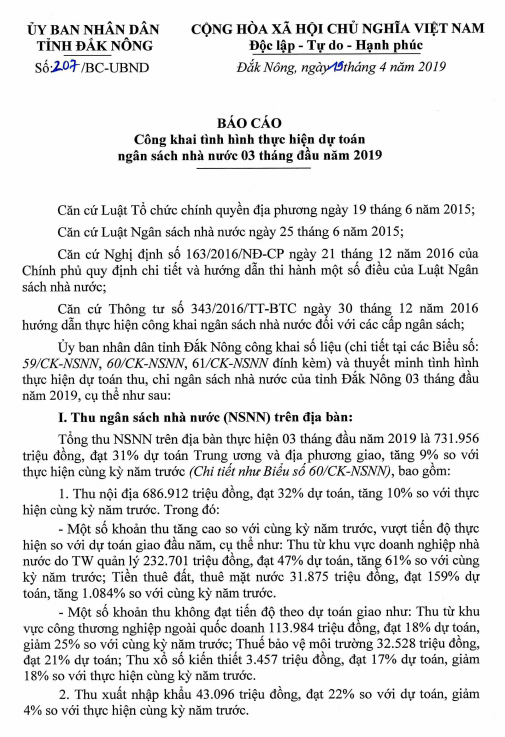 ỦY BAN NHÂN DÂN
TỈNH ĐẮK NÔNG
Số:207/BC-UBND
CỘNG HÒA XÃ HỘI CHỦ NGHĨA VIỆT NAM
Độc lập - Tự do - Hạnh phúc
Đắk Nông, ngày 19 tháng 4 năm 2019
BÁO CÁO
Công khai tình hình thực hiện dự toán
ngân sách nhà nước 03 tháng đầu năm 2019
Căn cứ Luật Tổ chức chính quyền địa phương ngày 19 tháng 6 năm 2015;
Căn cứ Luật Ngân sách nhà nước ngày 25 tháng 6 năm 2015;
Căn cứ Nghị định số 163/2016/NĐ-CP ngày 21 tháng 12 năm 2016 của
Chính phủ quy định chi tiết và hướng dẫn thi hành một số điều của Luật Ngân
sách nhà nước;
Căn cứ Thông tư số 343/2016/TT-BTC ngày 30 tháng 12 năm 2016
hướng dẫn thực hiện công khai ngân sách nhà nước đối với các cấp ngân sách;
Ủy ban nhân dân tỉnh Đắk Nông công khai số liệu (chi tiết tại các Biểu số:
59/CK-NSNN, 60/CK-NSNN, 61/CK-NSNN đính kèm) và thuyết minh tình hình
thực hiện dự toán thu, chi ngân sách nhà nước của tỉnh Đắk Nông 03 tháng đầu
năm 2019, cụ thể như sau:
I. Thu ngân sách nhà nước (NSNN) trên địa bàn:
Tổng thu NSNN trên địa bàn thực hiện 03 tháng đầu năm 2019 là 731.956
triệu đồng, đạt 31% dự toán Trung ương và địa phương giao, tăng 9% so với
thực hiện cùng kỳ năm trước (Chi tiết như Biểu số 60/CK-NSNN), bao gồm:
1. Thu nội địa 686.912 triệu đồng, đạt 32% dự toán, tăng 10% so với thực
hiện cùng kỳ năm trước. Trong đó:
- Một số khoản thu tăng cao so với cùng kỳ năm trước, vượt tiến độ thực
hiện so với dự toán giao đầu năm, cụ thể như: Thu từ khu vực doanh nghiệp nhà
nước do TW quản lý 232.701 triệu đồng, đạt 47% dự toán, tăng 61% so với cùng
kỳ năm trước; Tiền thuê đất, thuê mặt nước 31.875 triệu đồng, đạt 159% dự
toán, tăng 1.084% so với cùng kỳ năm trước.
- Một số khoản thu không đạt tiến độ theo dự toán giao như: Thu từ khu
vực công thương nghiệp ngoài quốc doanh 113.984 triệu đồng, đạt 18% dự toán,
giảm 25% so với cùng kỳ năm trước; Thuế bảo vệ môi trường 32.528 triệu đồng,
đạt 21% dự toán; Thu xổ số kiến thiết 3.457 triệu đồng, đạt 17% dự toán, giảm
18% so với thực hiện cùng kỳ năm trước.
2. Thu xuất nhập khẩu 43.096 triệu đồng, đạt 22% so với dự toán, giảm
4% so với thực hiện cùng kỳ năm trước.